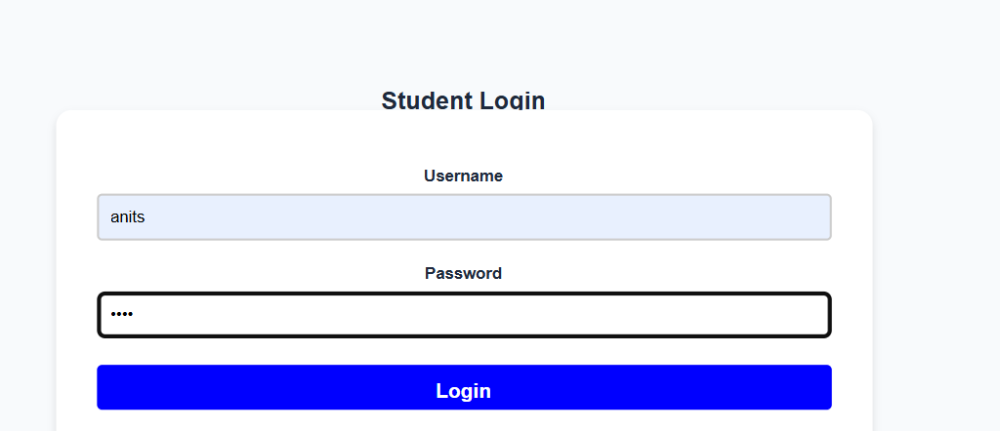 Student Login
Username
anits
Password
••••
Login